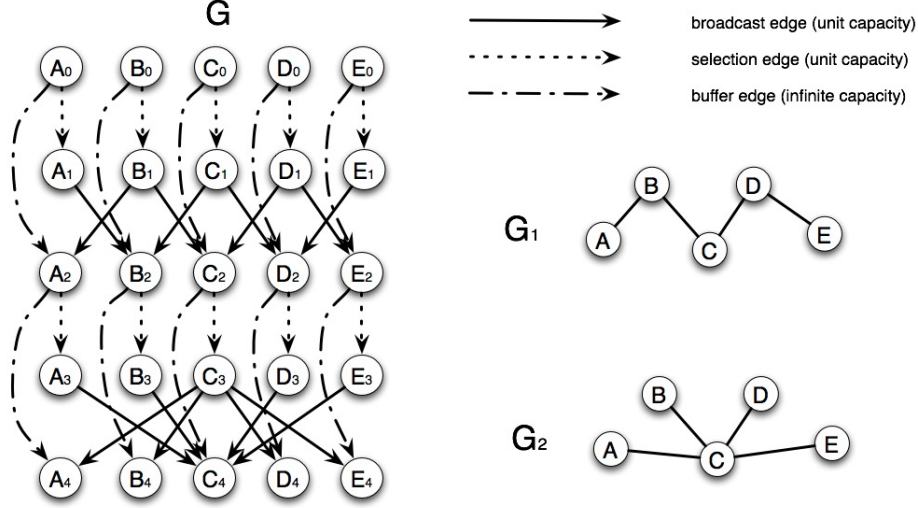 G
broadcast edge (unit capacity)
selection edge (unit capacity)
buffer edge (infinite capacity)
A0 B0 C0 D0 E0
A1 B1 C1 D1 E1
A2 B2 C2 D2 E2
A3 B3 C3 D3 E3
A4 B4 C4 D4 E4
G1
A B C D E
G2
A B C D E